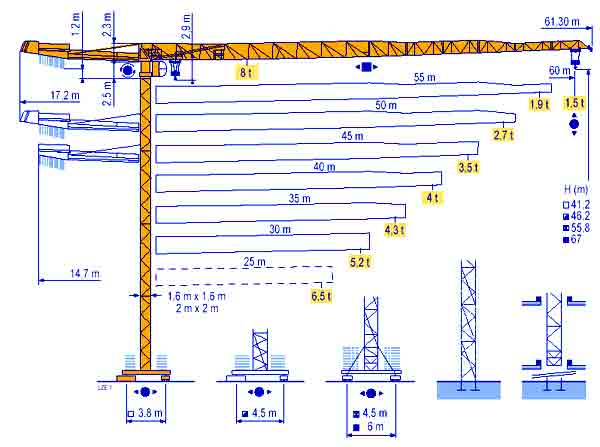 61.30 m
1.2 m
2.3 m
2,9 m
8 t
60 m
2.5 m
55 m
17.2 m
1.9 t
1.5 t
50 m
2.7 t
45 m
3.5 t
40 m
4 t
H (m)
41.2
46.2
55.8
67
35 m
4.3 t
30 m
5,2 t
25 m
14.7 m
6.5 t
1.6 m x 1.6 m
2 m x 2 m
3.8 m
4.5 m
4,5 m
6 m